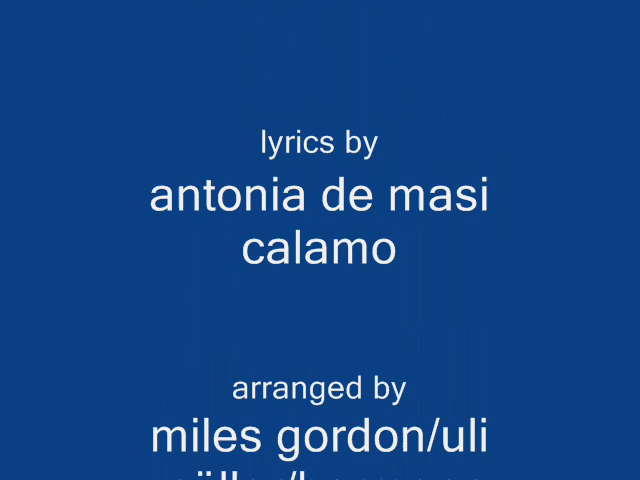 lyrics by
antonia de masi
calamo
arranged by
miles gordon/uli